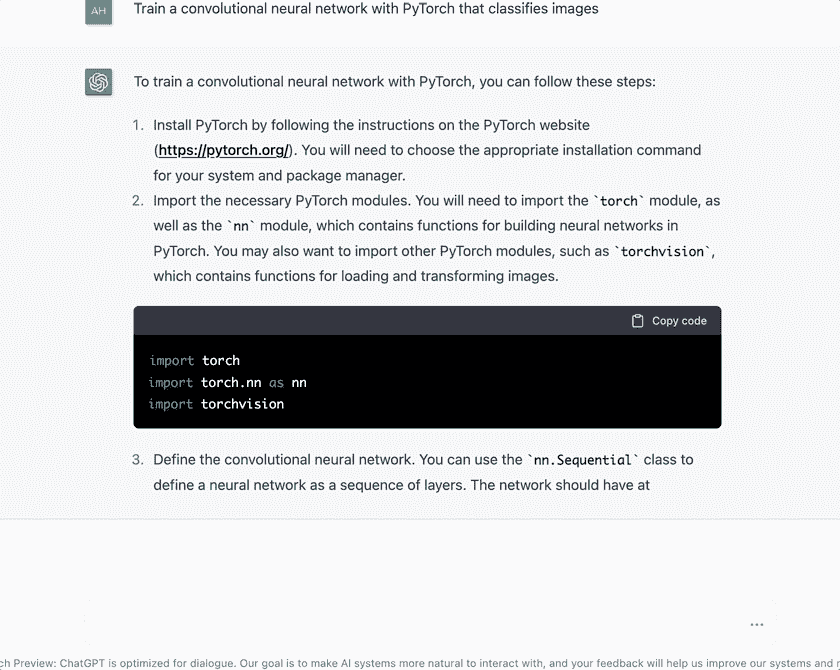 AH
Train a convolutional neural network with PyTorch that classifies images
To train a convolutional neural network with PyTorch, you can follow these steps:
1. Install PyTorch by following the instructions on the PyTorch website
(https://pytorch.org/). You will need to choose the appropriate installation command
for your system and package manager.
2. Import the necessary PyTorch modules. You will need to import the `torch` module, as
well as the `nn` module, which contains functions for building neural networks in
PyTorch. You may also want to import other PyTorch modules, such as `torchvision`,
which contains functions for loading and transforming images.
Copy code
import torch
import torch.nn as nn
import torchvision
3. Define the convolutional neural network. You can use the `nn.Sequential` class to
define a neural network as a sequence of layers. The network should have at
...
ch Preview: ChatGPT is optimized for dialogue. Our goal is to make AI systems more natural to interact with, and your feedback will help us improve our systems and